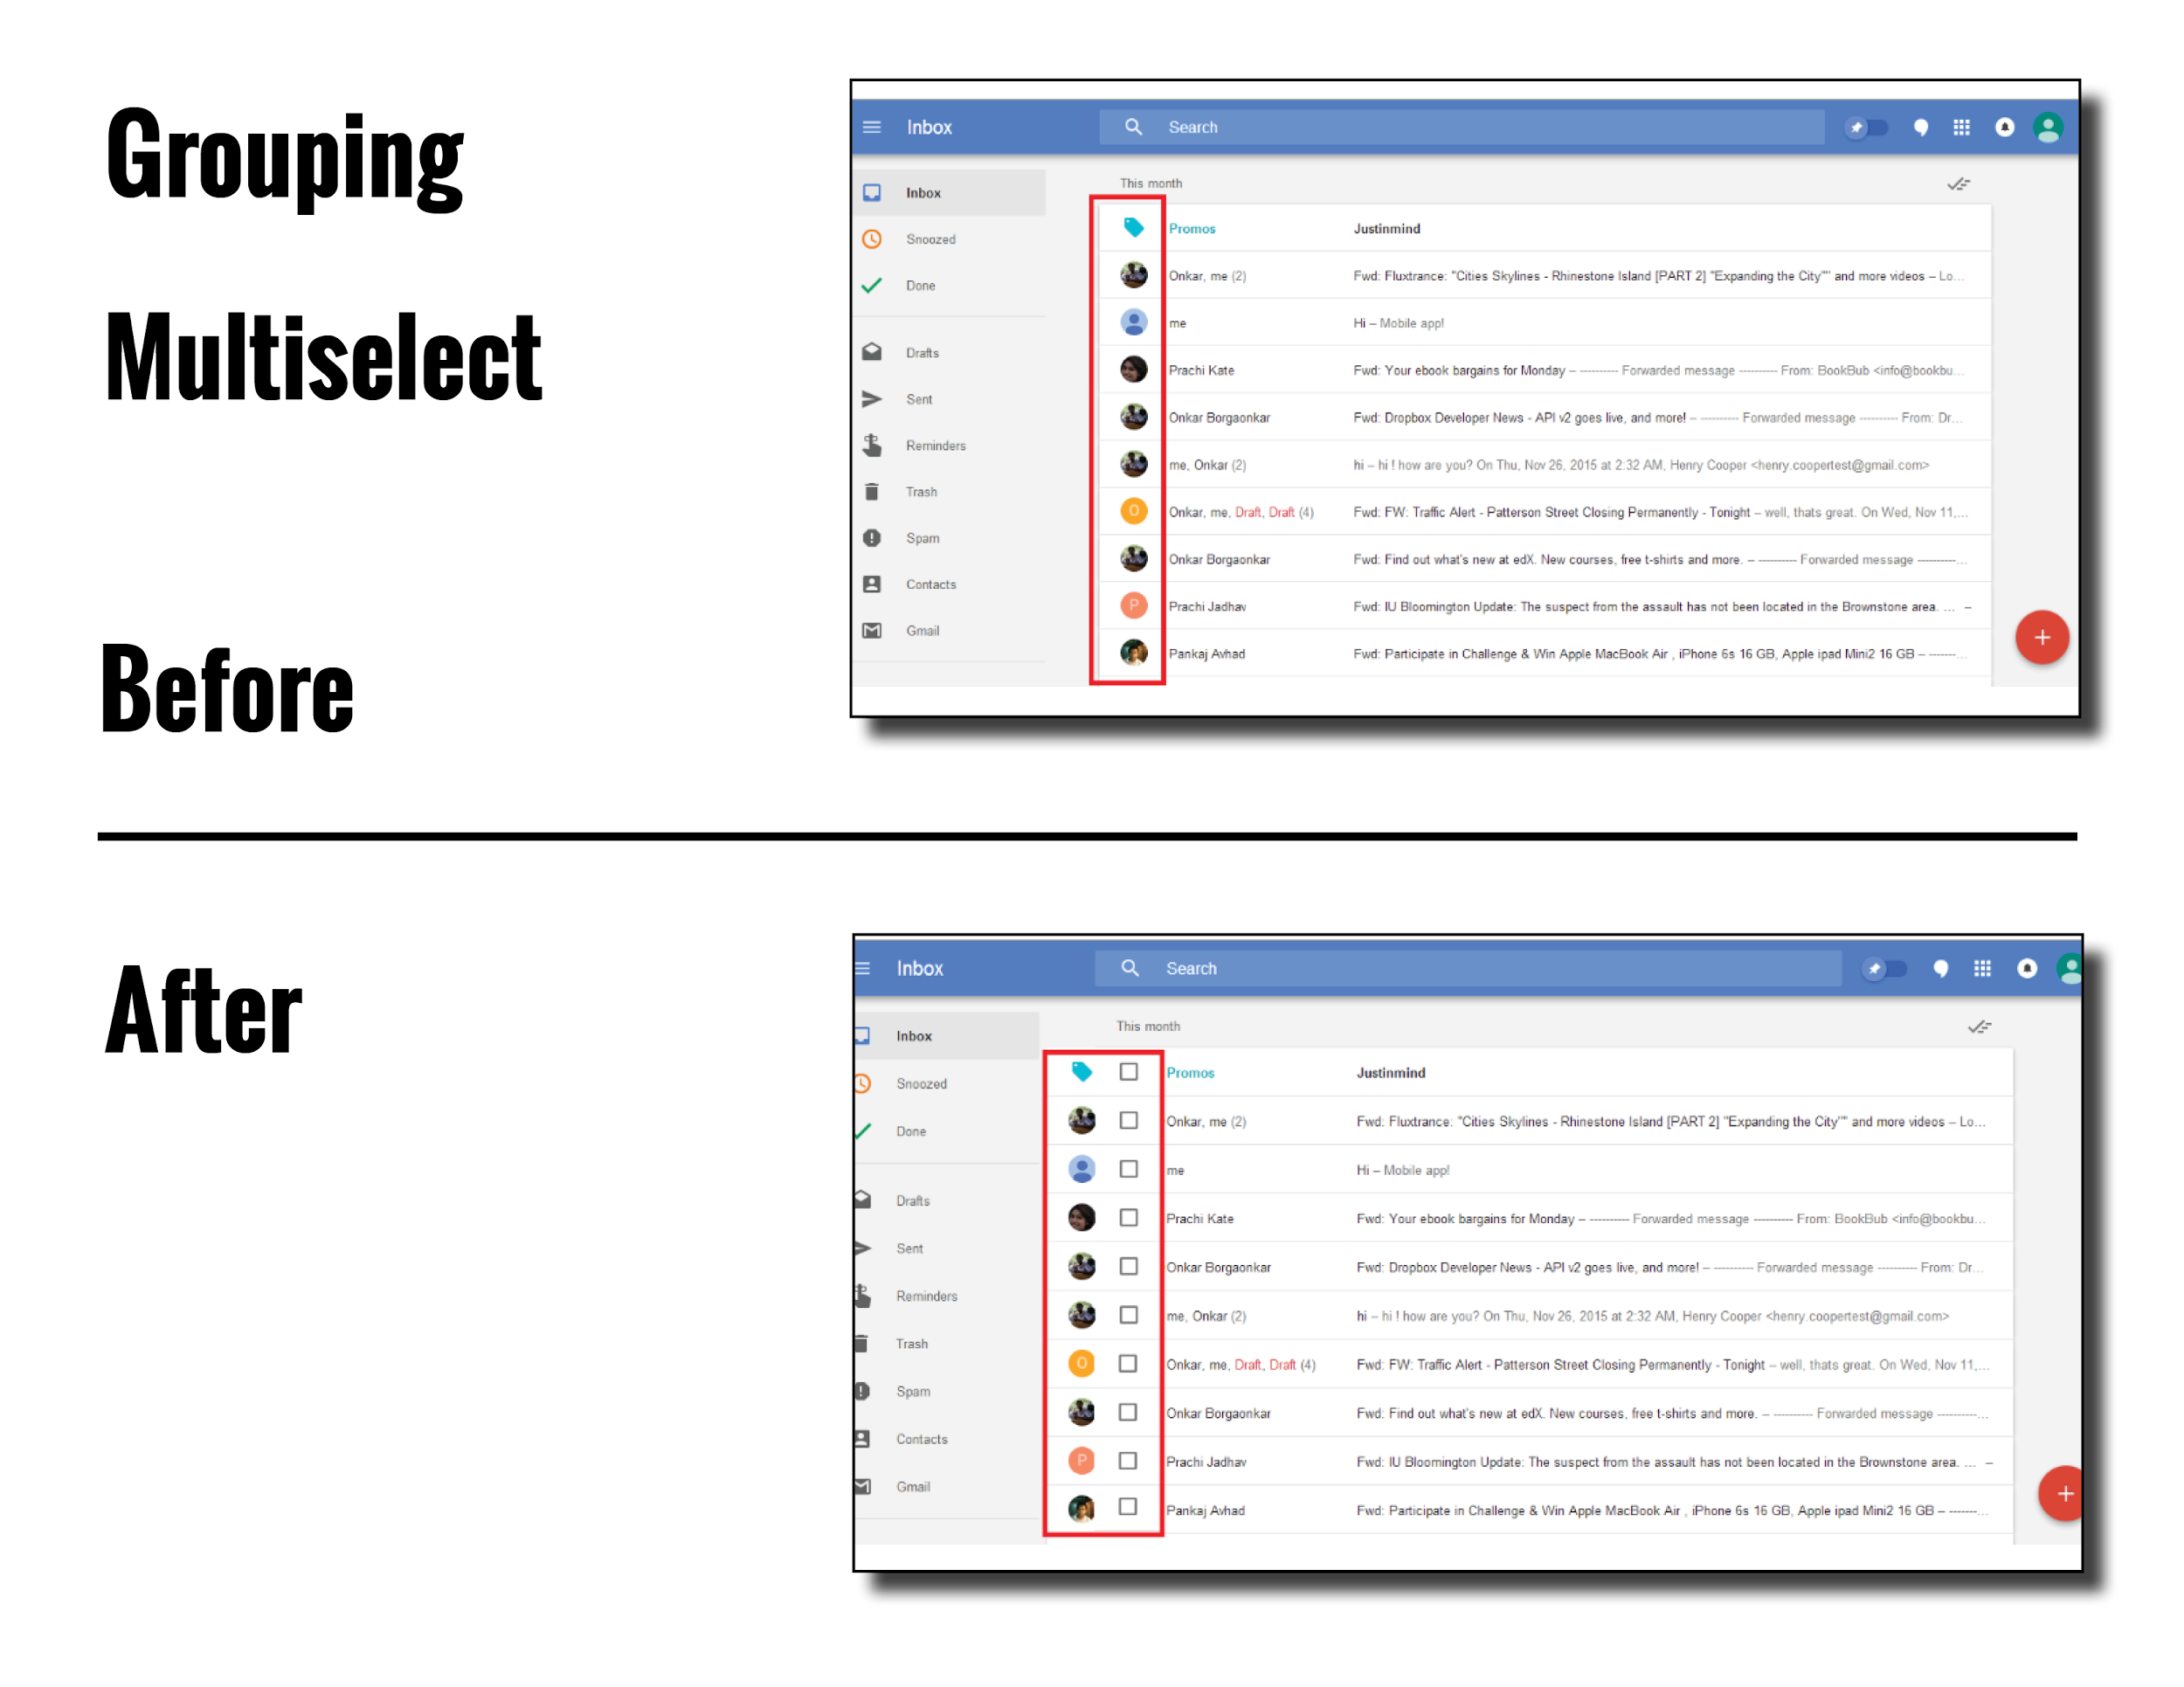 Grouping
Multiselect
Before
Inbox
Search
Inbox
Snoozed
Done
Drafts
Sent
Reminders
Trash
Spam
Contacts
Gmail
This month
Promos Justinmind
Onkar, me (2) Fwd: Fluxtrance: "Cities Skylines - Rhinestone Island [PART 2] "Expanding the City"" and more videos – Lo...
me Hi – Mobile app!
Prachi Kate Fwd: Your ebook bargains for Monday – ---------- Forwarded message ---------- From: BookBub <info@bookbu...
Onkar Borgaonkar Fwd: Dropbox Developer News - API v2 goes live, and more! – ---------- Forwarded message ---------- From: Dr...
me, Onkar (2) hi – hi ! how are you? On Thu, Nov 26, 2015 at 2:32 AM, Henry Cooper <henry.coopertest@gmail.com>
O Onkar, me, Draft, Draft (4) Fwd: FW: Traffic Alert - Patterson Street Closing Permanently - Tonight – well, thats great. On Wed, Nov 11,...
Onkar Borgaonkar Fwd: Find out what's new at edX. New courses, free t-shirts and more. – ---------- Forwarded message ----------...
P Prachi Jadhav Fwd: IU Bloomington Update: The suspect from the assault has not been located in the Brownstone area. ... –
Pankaj Avhad Fwd: Participate in Challenge & Win Apple MacBook Air , iPhone 6s 16 GB, Apple ipad Mini2 16 GB – -------...
After
Inbox
Search
Inbox
Snoozed
Done
Drafts
Sent
Reminders
Trash
Spam
Contacts
Gmail
This month
Promos Justinmind
Onkar, me (2) Fwd: Fluxtrance: "Cities Skylines - Rhinestone Island [PART 2] "Expanding the City"" and more videos – Lo...
me Hi – Mobile app!
Prachi Kate Fwd: Your ebook bargains for Monday – ---------- Forwarded message ---------- From: BookBub <info@bookbu...
Onkar Borgaonkar Fwd: Dropbox Developer News - API v2 goes live, and more! – ---------- Forwarded message ---------- From: Dr...
me, Onkar (2) hi – hi ! how are you? On Thu, Nov 26, 2015 at 2:32 AM, Henry Cooper <henry.coopertest@gmail.com>
O Onkar, me, Draft, Draft (4) Fwd: FW: Traffic Alert - Patterson Street Closing Permanently - Tonight – well, thats great. On Wed, Nov 11,...
Onkar Borgaonkar Fwd: Find out what's new at edX. New courses, free t-shirts and more. – ---------- Forwarded message ----------...
P Prachi Jadhav Fwd: IU Bloomington Update: The suspect from the assault has not been located in the Brownstone area. ... –
Pankaj Avhad Fwd: Participate in Challenge & Win Apple MacBook Air , iPhone 6s 16 GB, Apple ipad Mini2 16 GB – -------...